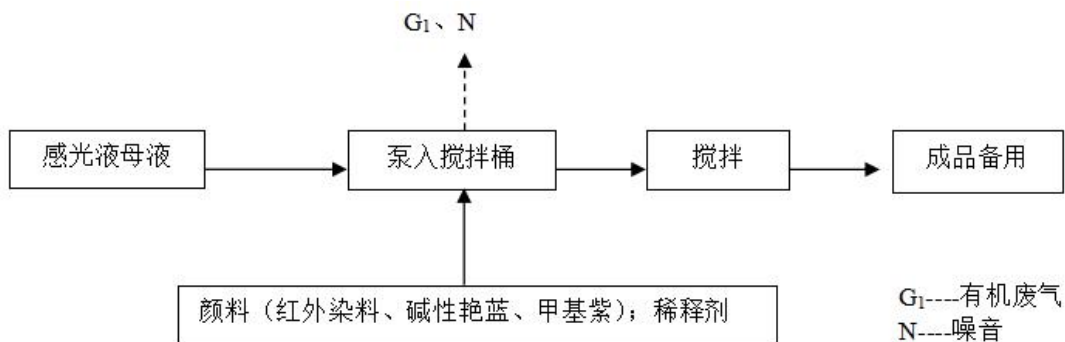 G₁、N
感光液母液
泵入搅拌桶
搅拌
成品备用
颜料（红外染料、碱性艳蓝、甲基紫）；稀释剂
G₁----有机废气
N----噪音